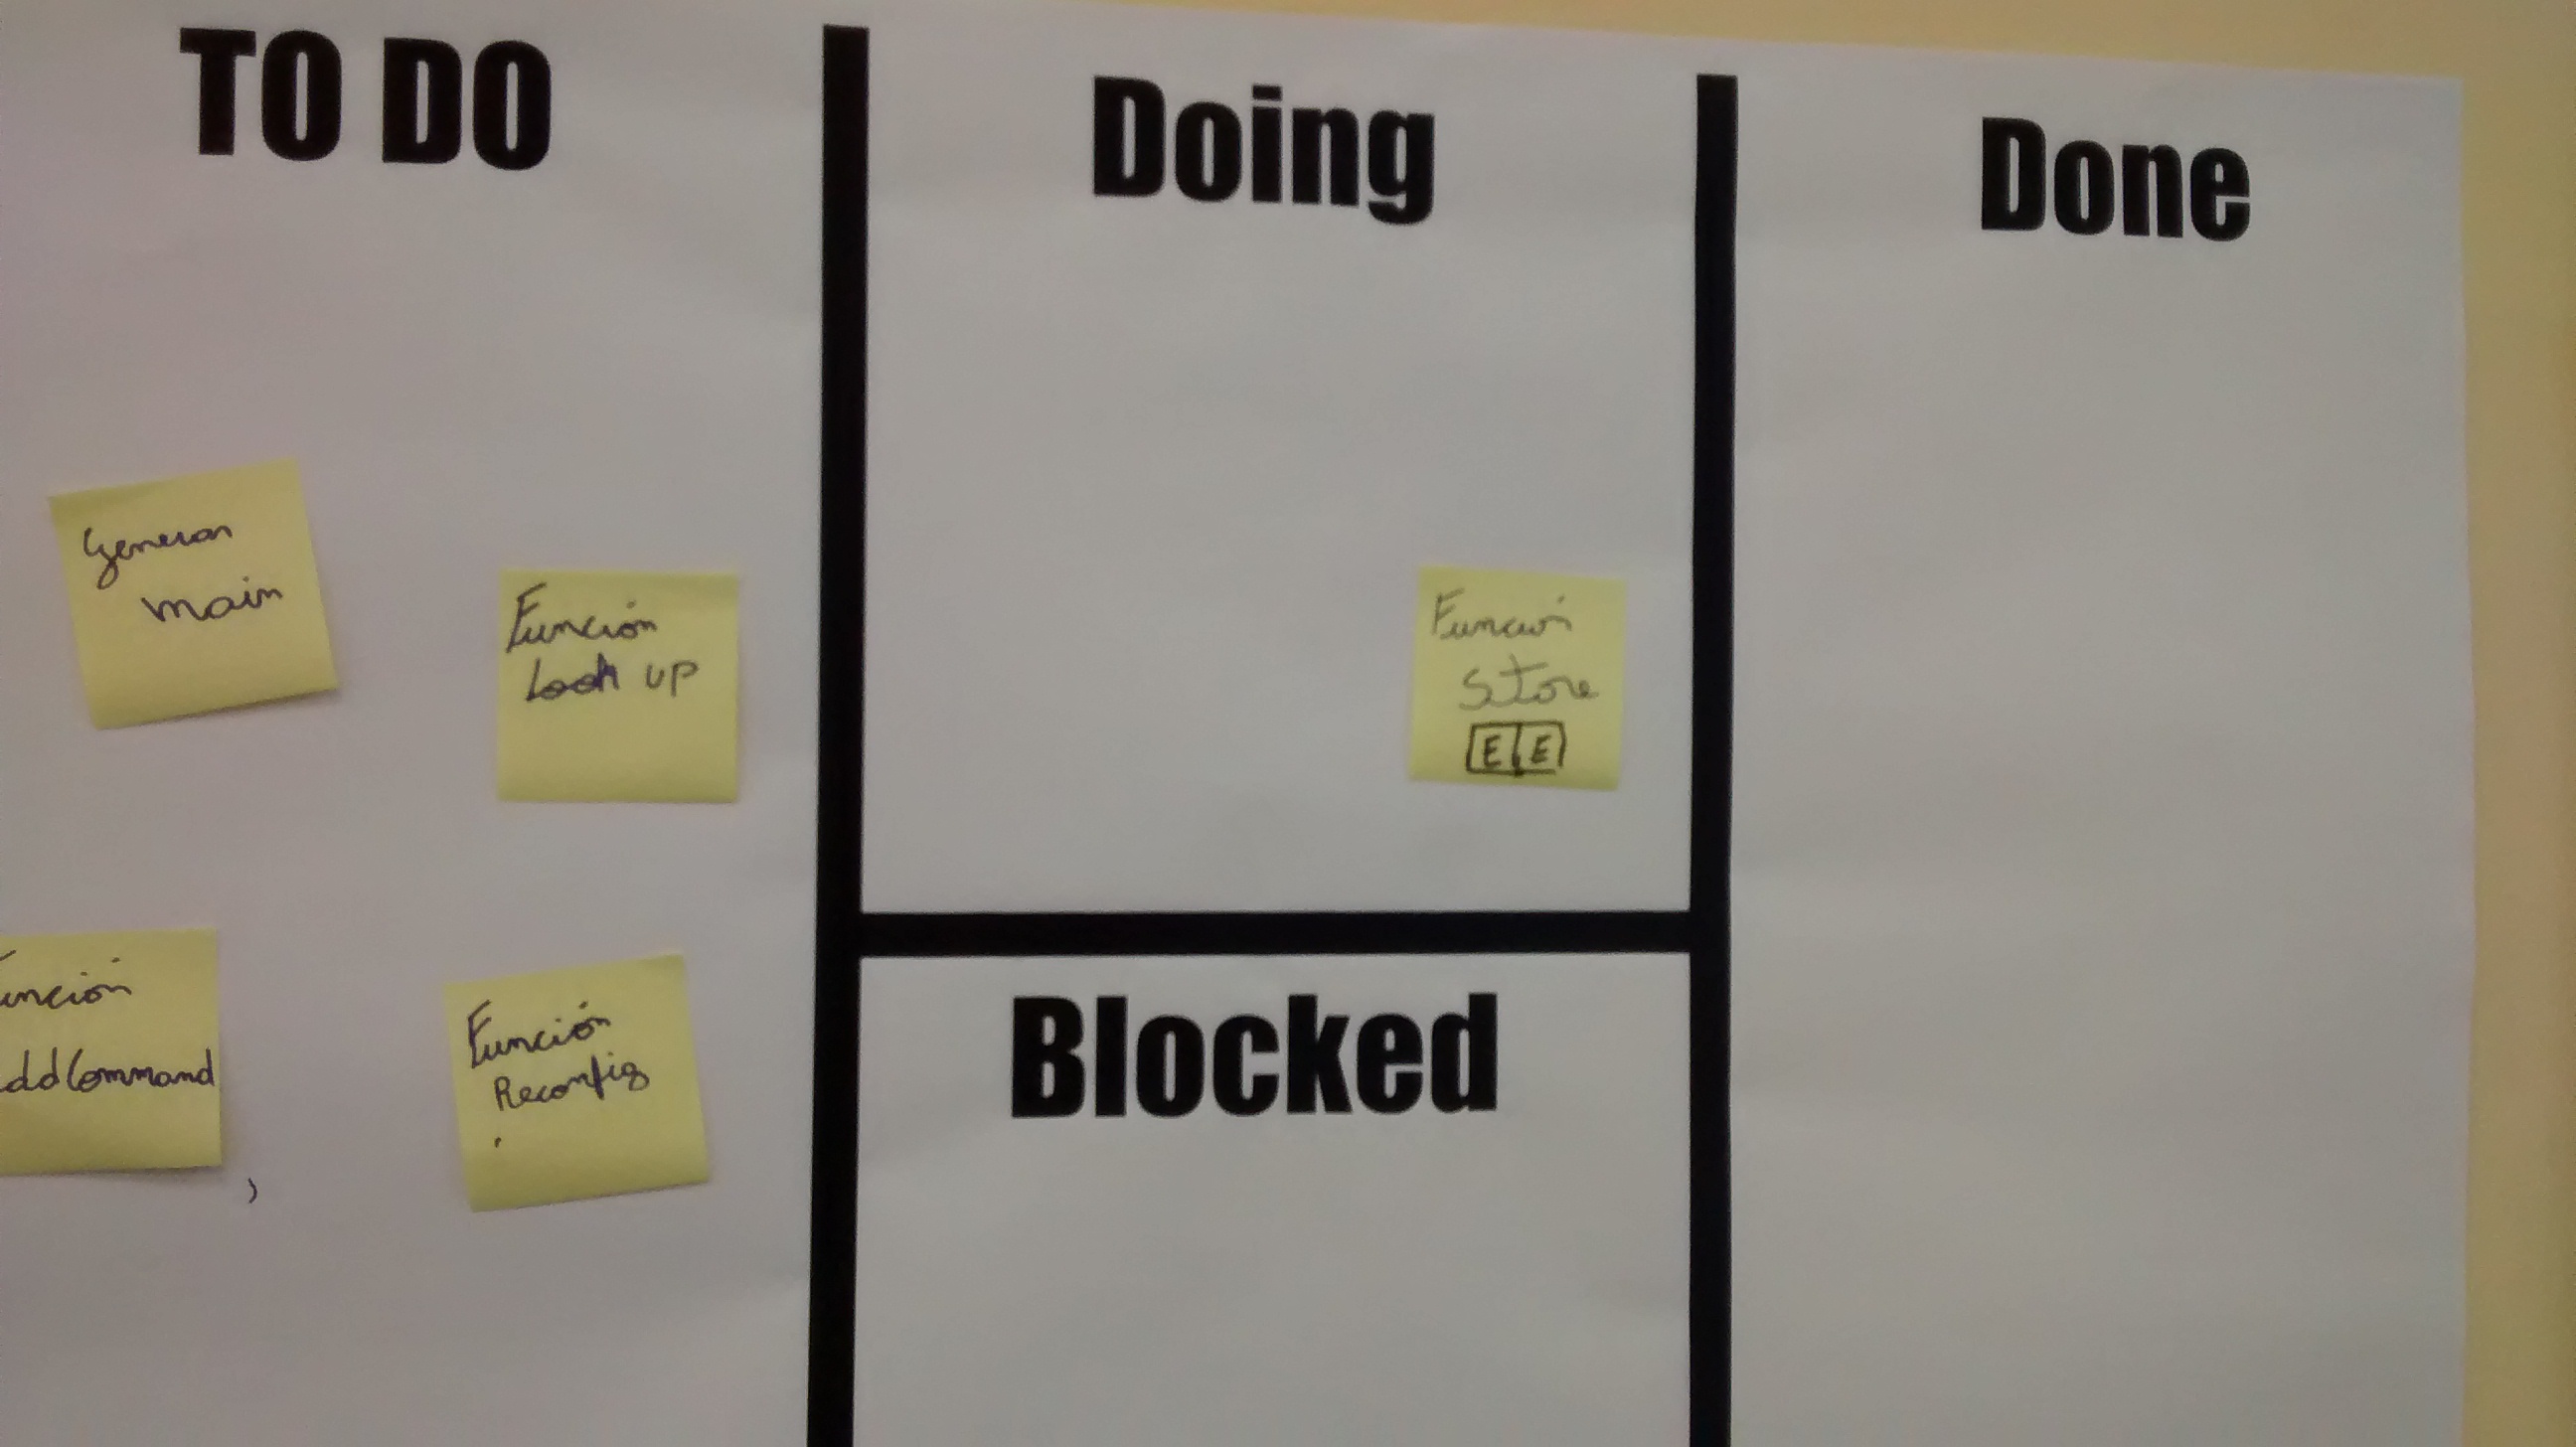 TO DO
Doing
Done
Generar
main
Función
Look up
Función
Store
E E
unción
ddCommand
Función
Reconfig
Blocked